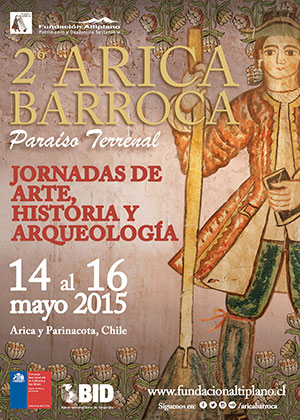 Fundación Altiplano
Patrimonio y Desarrollo Sostenible
2º ARICA
BARROCA
Paraíso Terrenal
JORNADAS DE
ARTE,
HISTORIA Y
ARQUEOLOGÍA
14 al 16
mayo 2015
Arica y Parinacota, Chile
BID
www.fundacionaltiplano.cl
Síguenos en:
/aricabarroca